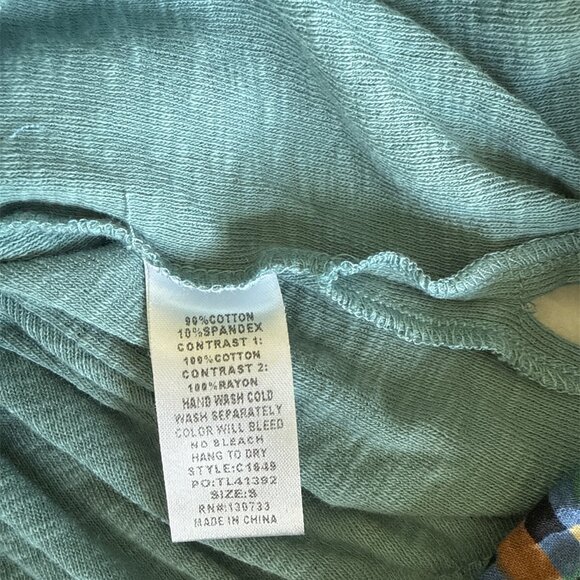 90%COTTON
10%SPANDEX
CONTRAST 1:
100%COTTON
CONTRAST 2:
100%RAYON
HAND WASH COLD
WASH SEPARATELY
COLOR WILL BLEED
NO BLEACH
HANG TO DRY
STYLE:C1649
PO:TL41392
SIZE:S
RN#:139733
MADE IN CHINA